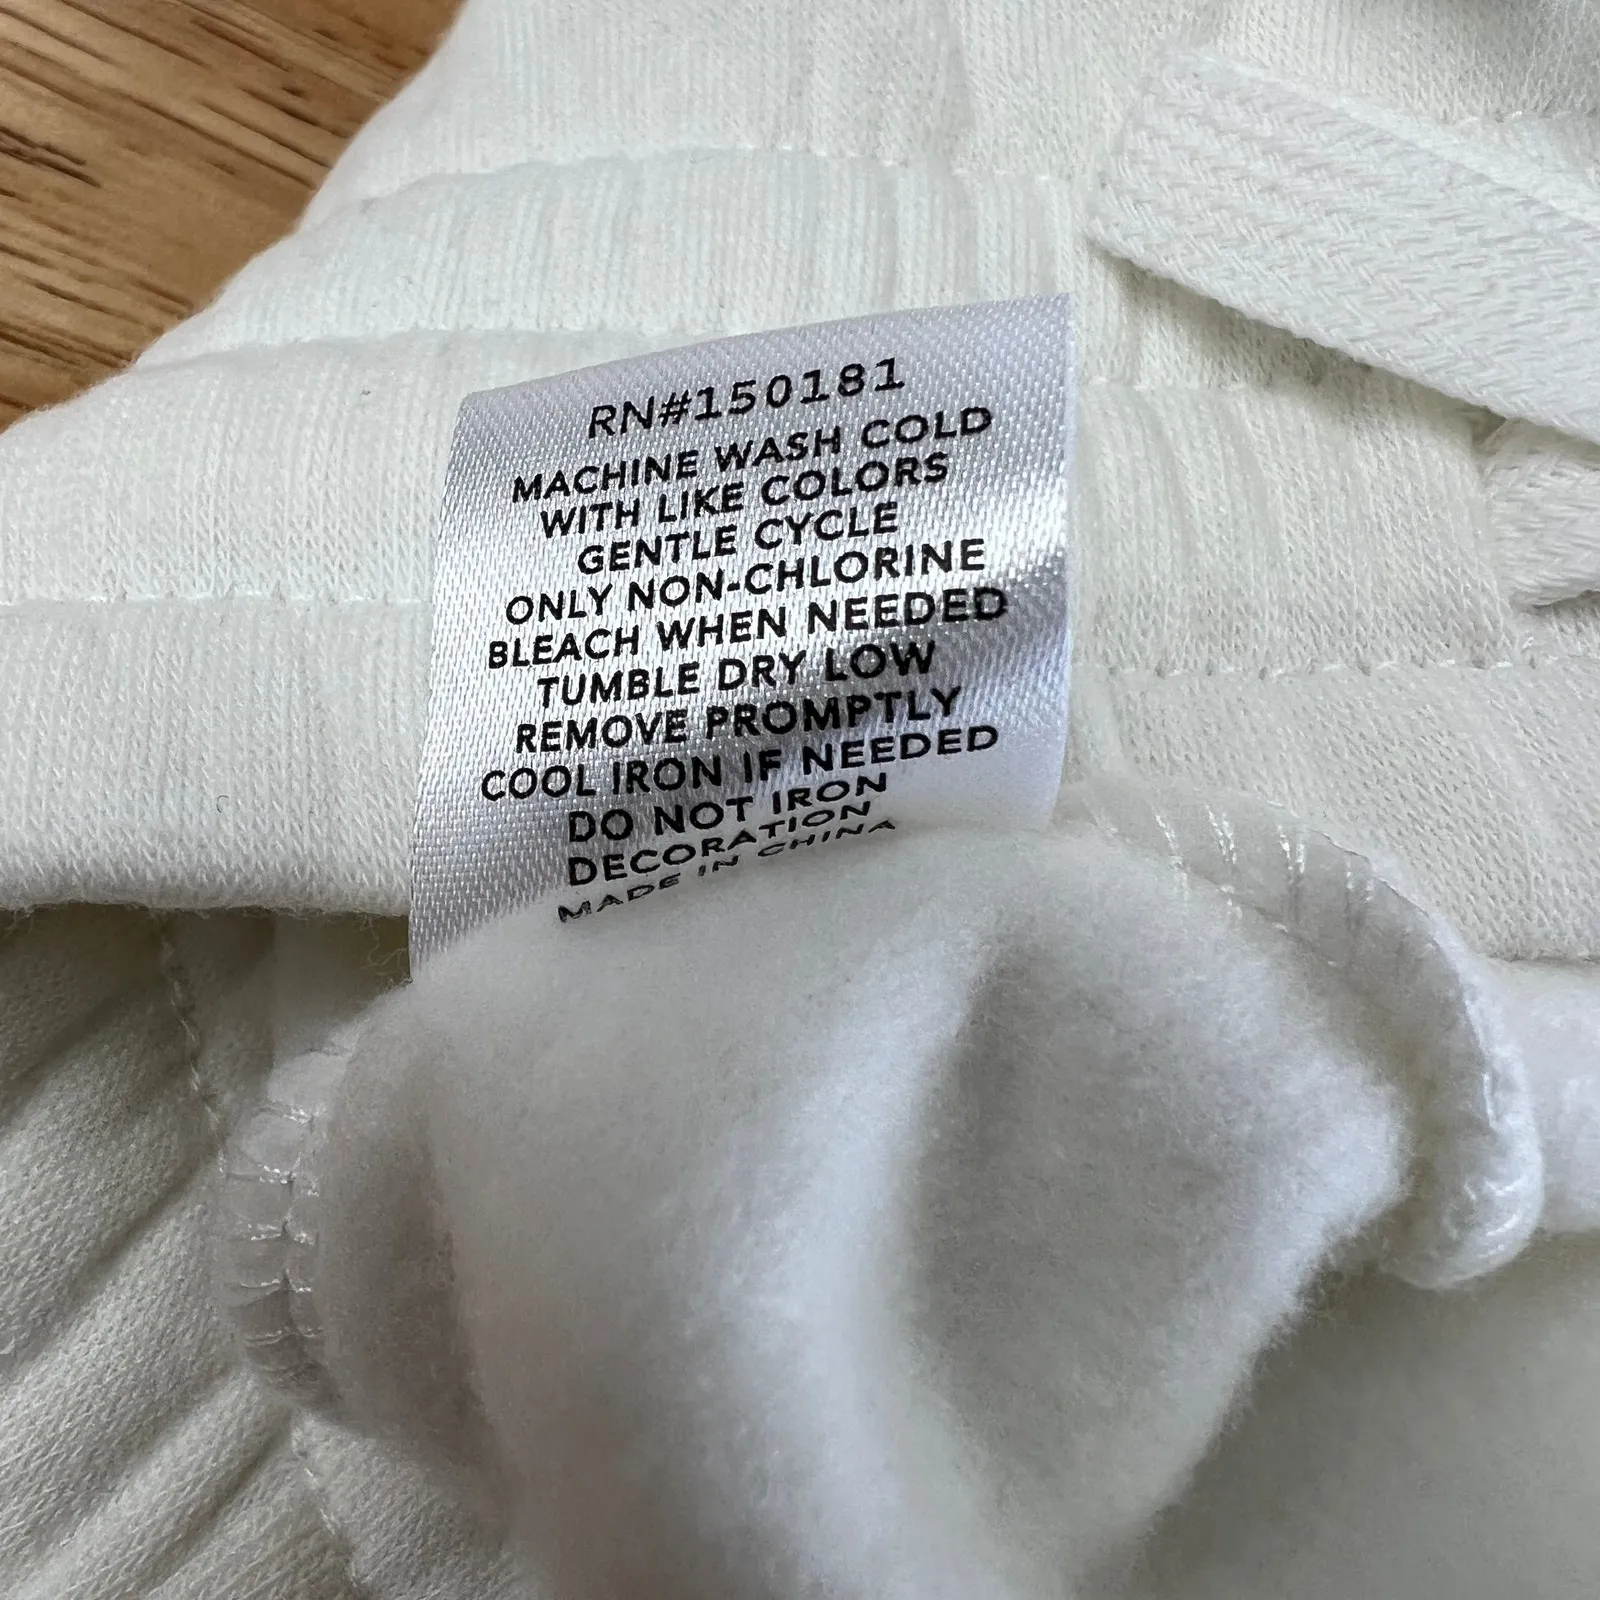 RN#150181
MACHINE WASH COLD
WITH LIKE COLORS
GENTLE CYCLE
ONLY NON-CHLORINE
BLEACH WHEN NEEDED
TUMBLE DRY LOW
REMOVE PROMPTLY
COOL IRON IF NEEDED
DO NOT IRON
DECORATION
MADE IN CHINA